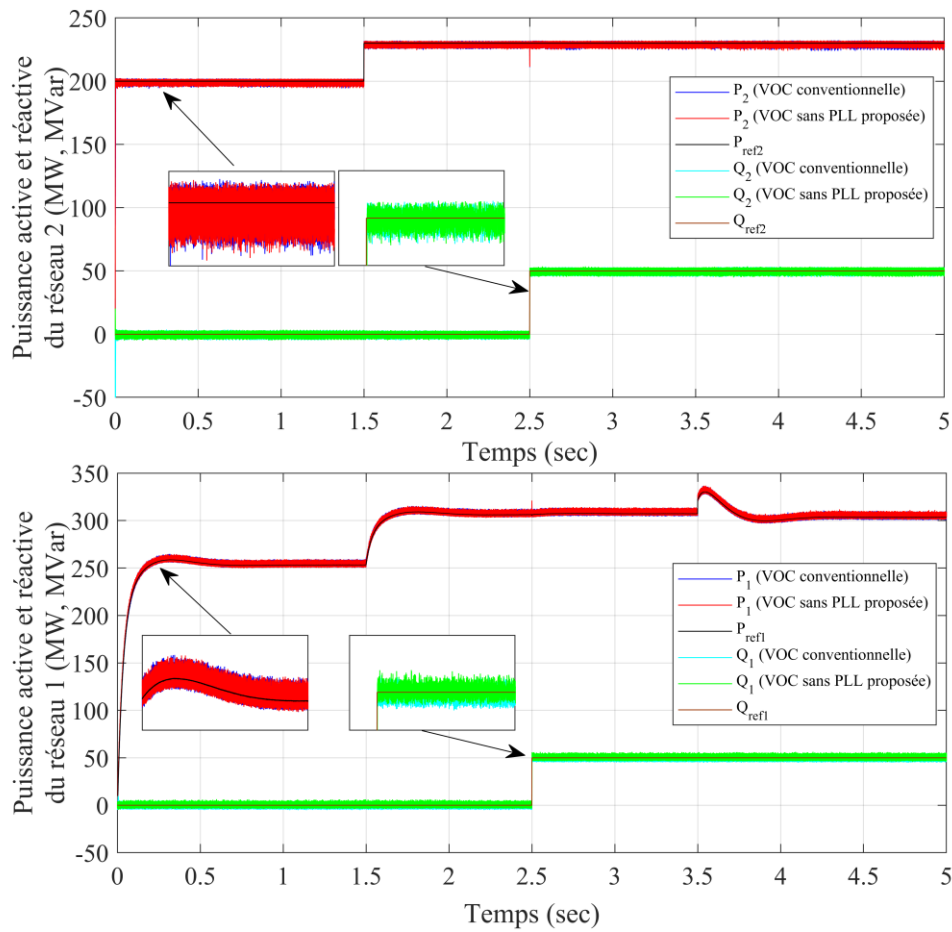 250
200
150
100
50
0
-50
Puissance active et réactive
du réseau 2 (MW, MVar)
P2 (VOC conventionnelle)
P2 (VOC sans PLL proposée)
Pref2
Q2 (VOC conventionnelle)
Q2 (VOC sans PLL proposée)
Qref2
0 0.5 1 1.5 2 2.5 3 3.5 4 4.5 5
Temps (sec)
350
300
250
200
150
100
50
0
-50
Puissance active et réactive
du réseau 1 (MW, MVar)
P1 (VOC conventionnelle)
P1 (VOC sans PLL proposée)
Pref1
Q1 (VOC conventionnelle)
Q1 (VOC sans PLL proposée)
Qref1
0 0.5 1 1.5 2 2.5 3 3.5 4 4.5 5
Temps (sec)